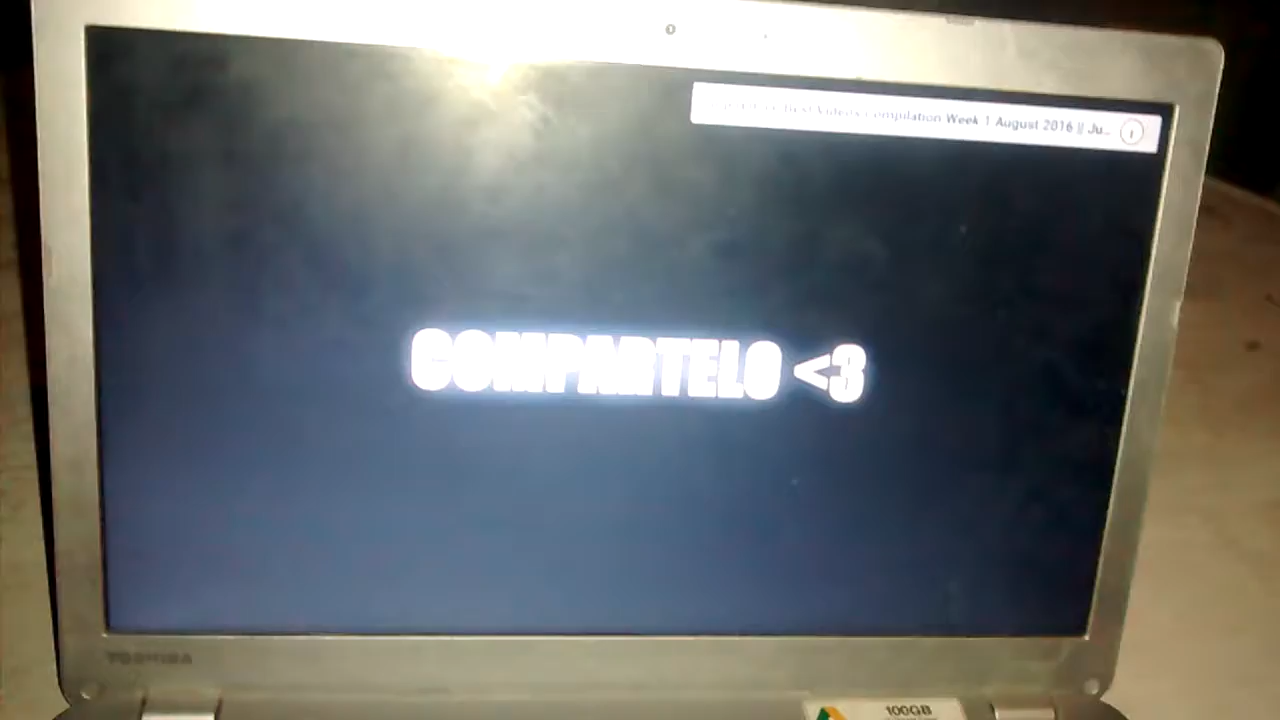 Best Videos Compilation Week 1 August 2016 || Ju...
COMPARTELO <3
TOSHIBA
100GB